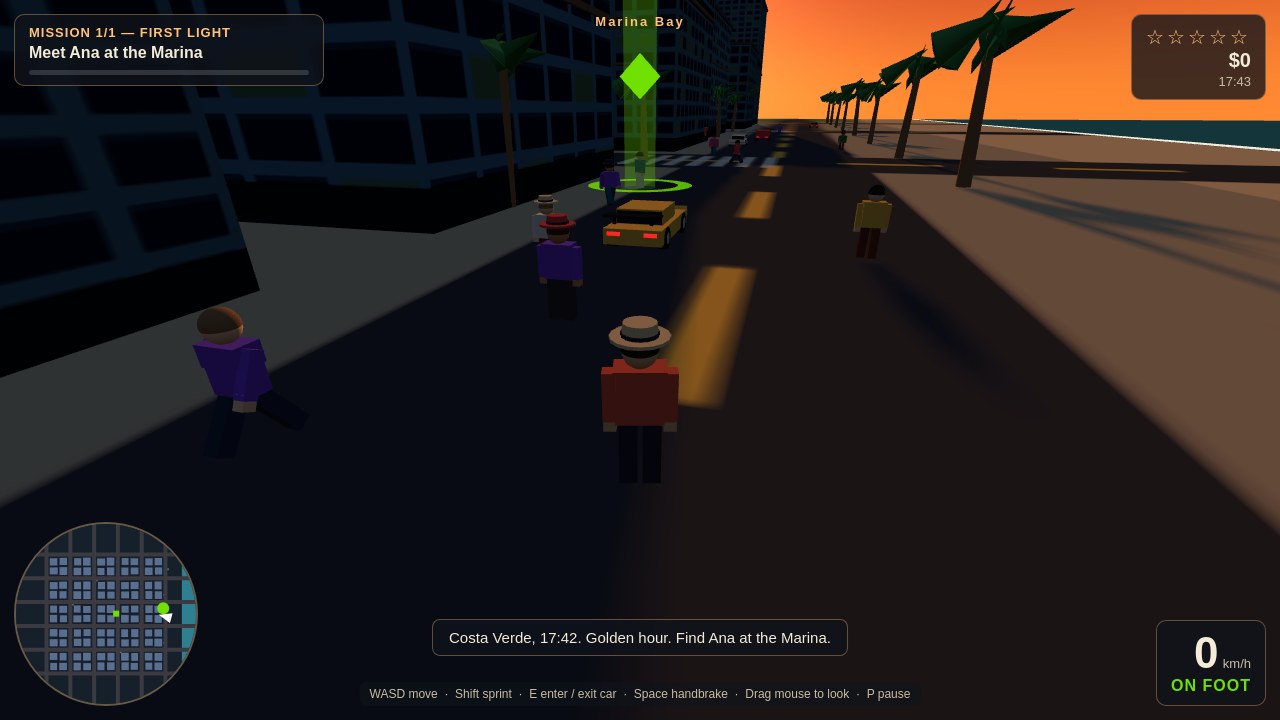 MISSION 1/1 — FIRST LIGHT
Meet Ana at the Marina
Marina Bay
☆☆☆☆☆
$0
17:43
Costa Verde, 17:42. Golden hour. Find Ana at the Marina.
WASD move · Shift sprint · E enter / exit car · Space handbrake · Drag mouse to look · P pause
0 km/h
ON FOOT